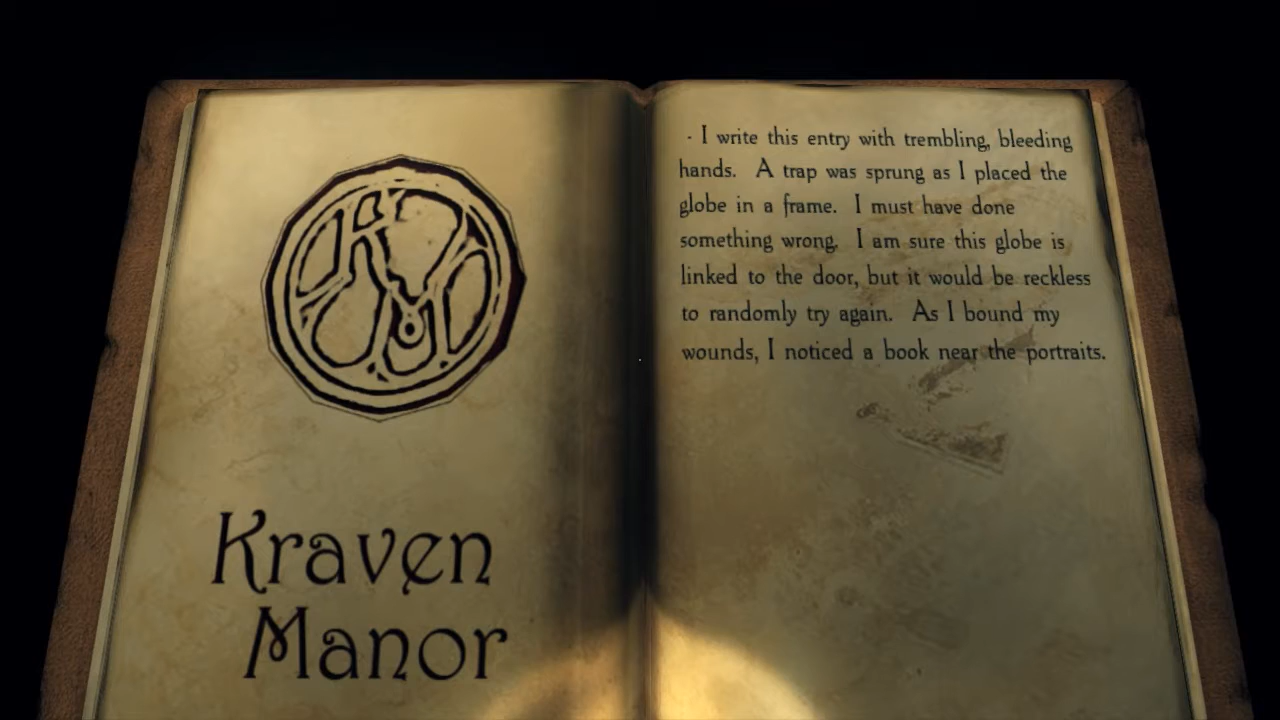 Kraven
Manor
- I write this entry with trembling, bleeding
hands. A trap was sprung as I placed the
globe in a frame. I must have done
something wrong. I am sure this globe is
linked to the door, but it would be reckless
to randomly try again. As I bound my
wounds, I noticed a book near the portraits.